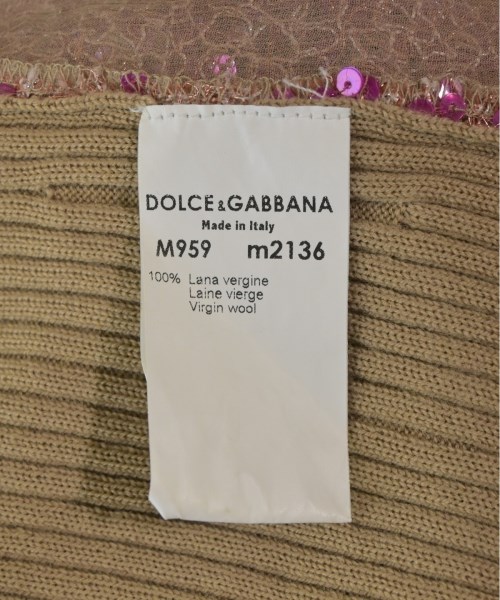 DOLCE&GABBANA
Made in Italy
M959 m2136
100% Lana vergine
Laine vierge
Virgin wool